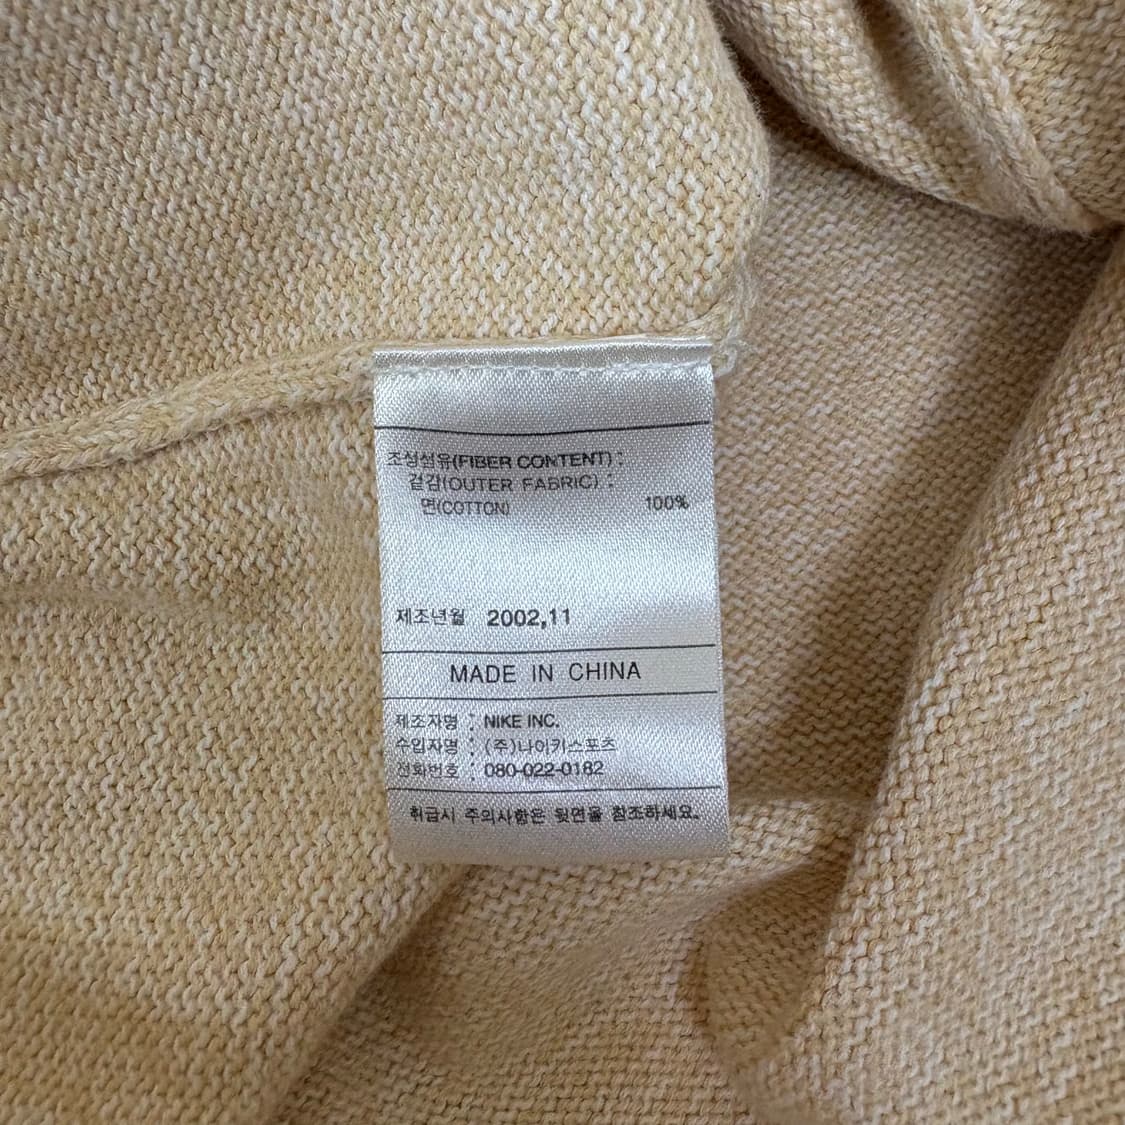 조성섬유(FIBER CONTENT) :
겉감(OUTER FABRIC) :
면(COTTON) 100%
제조년월 2002,11
MADE IN CHINA
제조자명 : NIKE INC.
수입자명 : (주)나이키스포츠
전화번호 : 080-022-0182
취급시 주의사항은 뒷면을 참조하세요.